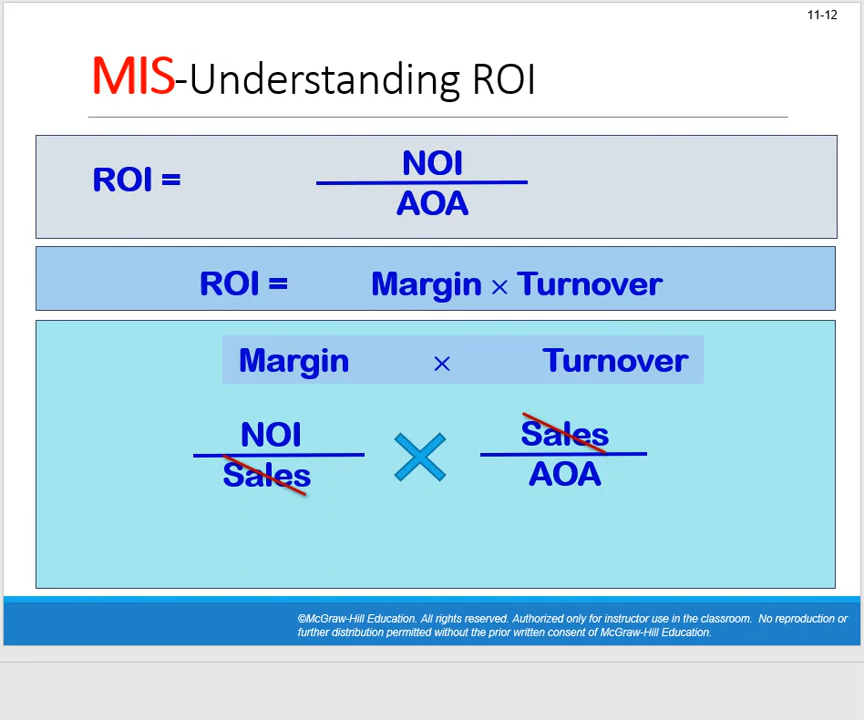 11-12
MIS-Understanding ROI
ROI =
NOI
AOA
ROI = Margin × Turnover
Margin × Turnover
NOI
Sales
Sales
AOA
©McGraw-Hill Education. All rights reserved. Authorized only for instructor use in the classroom.  No reproduction or
further distribution permitted without the prior written consent of McGraw-Hill Education.